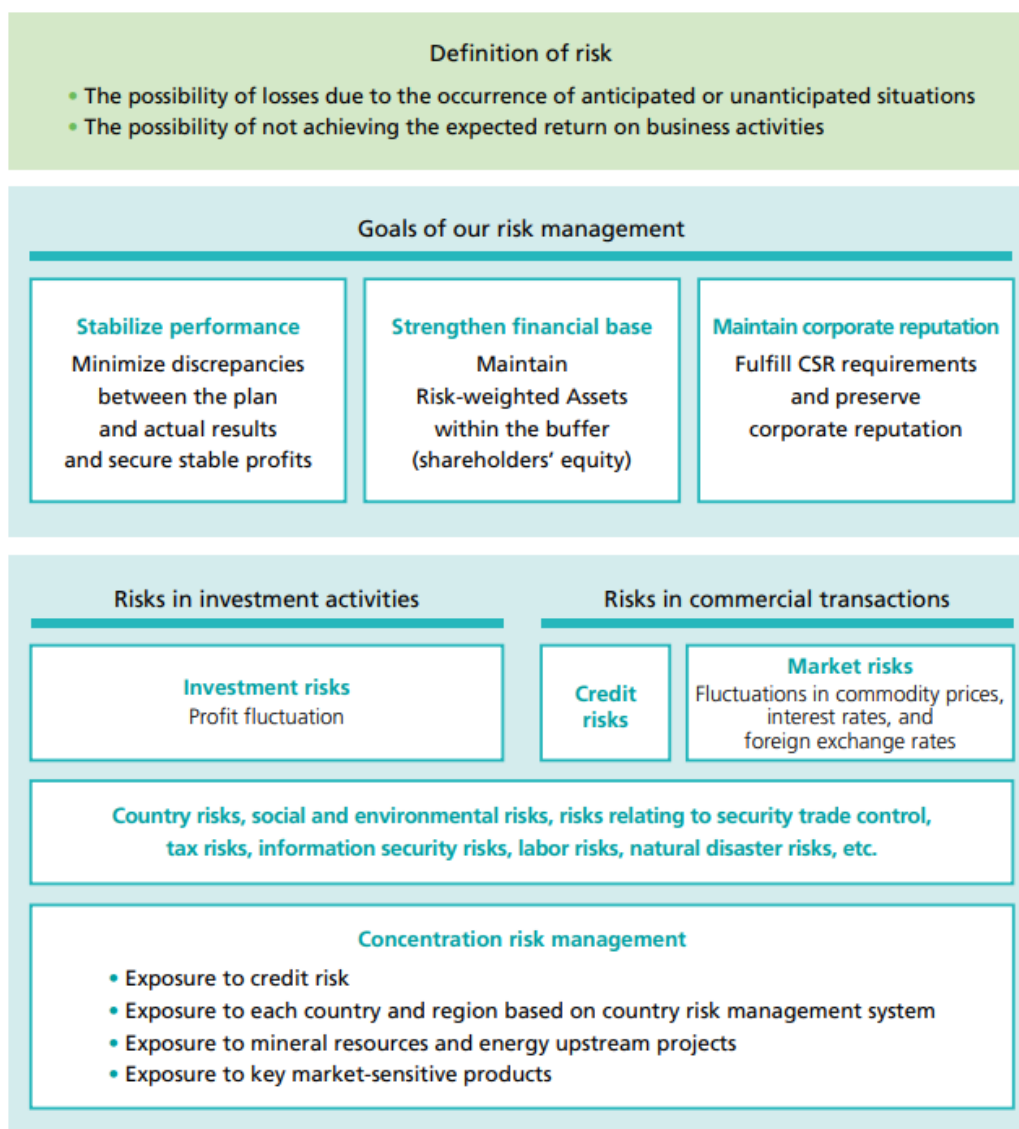 Definition of risk
• The possibility of losses due to the occurrence of anticipated or unanticipated situations
• The possibility of not achieving the expected return on business activities
Goals of our risk management
Stabilize performance
Minimize discrepancies
between the plan
and actual results
and secure stable profits
Strengthen financial base
Maintain
Risk-weighted Assets
within the buffer
(shareholders' equity)
Maintain corporate reputation
Fulfill CSR requirements
and preserve
corporate reputation
Risks in investment activities
Investment risks
Profit fluctuation
Risks in commercial transactions
Credit
risks
Market risks
Fluctuations in commodity prices,
interest rates, and
foreign exchange rates
Country risks, social and environmental risks, risks relating to security trade control,
tax risks, information security risks, labor risks, natural disaster risks, etc.
Concentration risk management
• Exposure to credit risk
• Exposure to each country and region based on country risk management system
• Exposure to mineral resources and energy upstream projects
• Exposure to key market-sensitive products